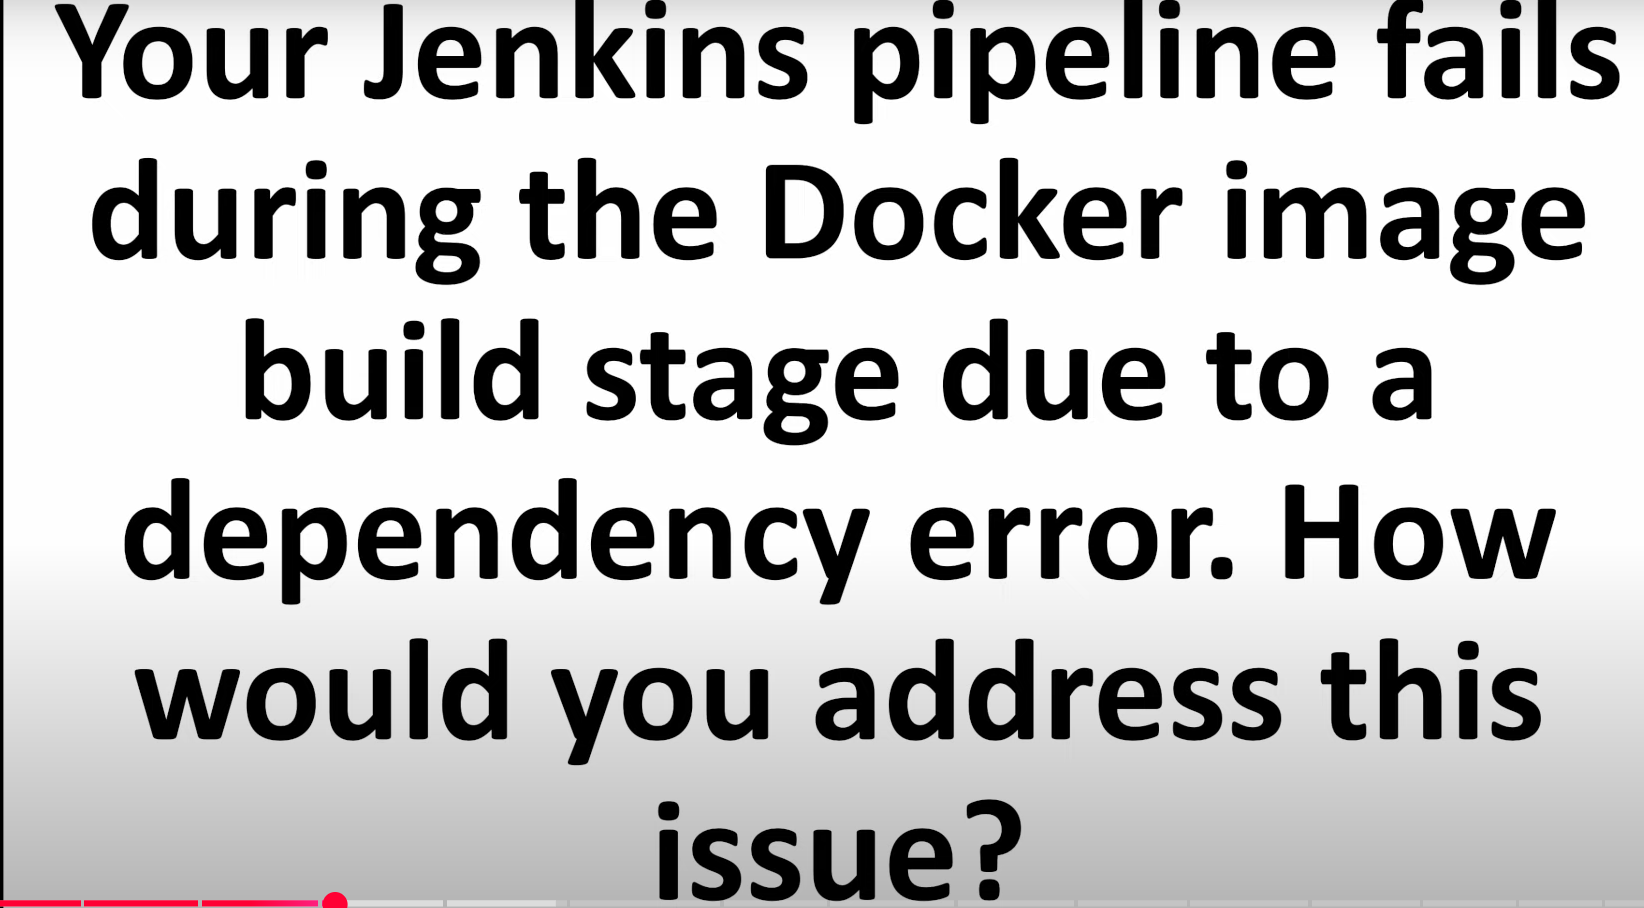 Your Jenkins pipeline fails
during the Docker image
build stage due to a
dependency error. How
would you address this
issue?